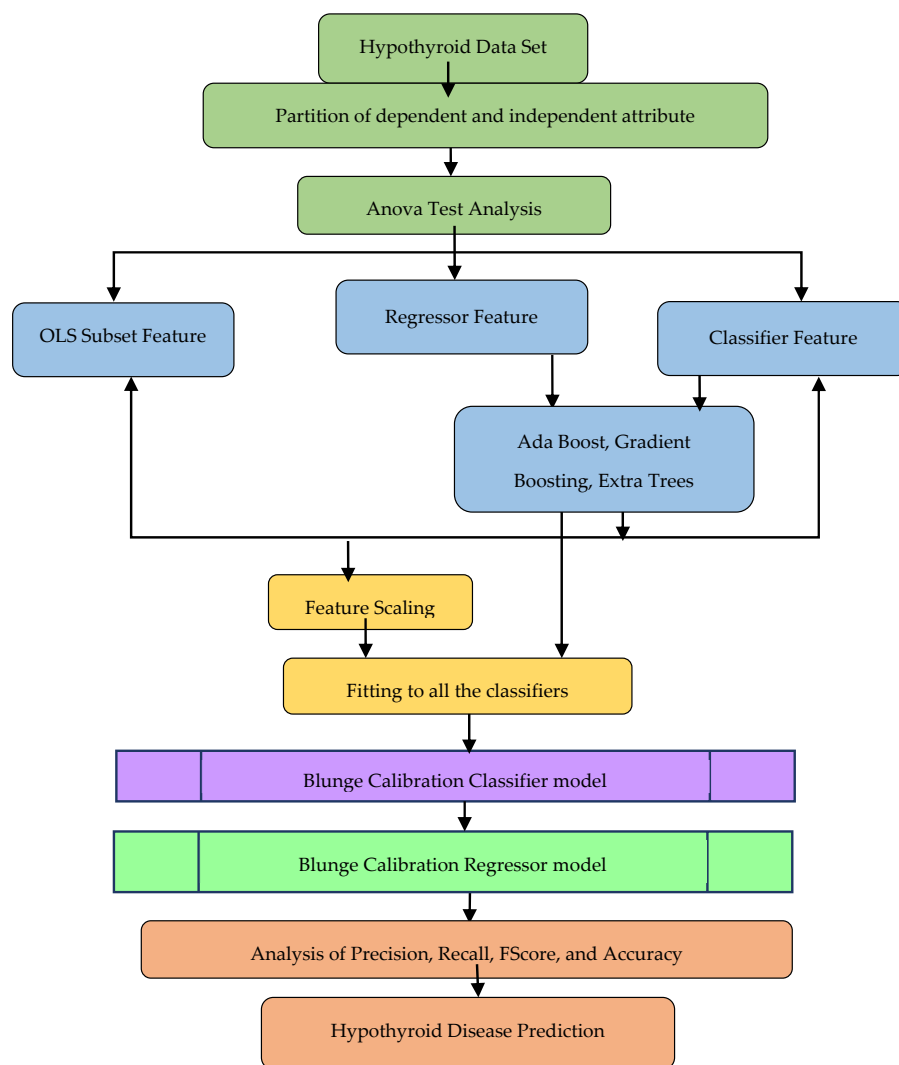 Hypothyroid Data Set
Partition of dependent and independent attribute
Anova Test Analysis
OLS Subset Feature
Regressor Feature
Classifier Feature
Ada Boost, Gradient
Boosting, Extra Trees
Feature Scaling
Fitting to all the classifiers
Blunge Calibration Classifier model
Blunge Calibration Regressor model
Analysis of Precision, Recall, FScore, and Accuracy
Hypothyroid Disease Prediction